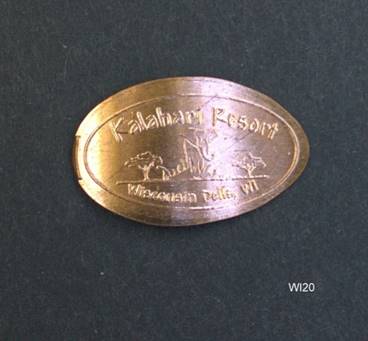 Kalahari Resort
Wisconsin Dells, WI
WI20